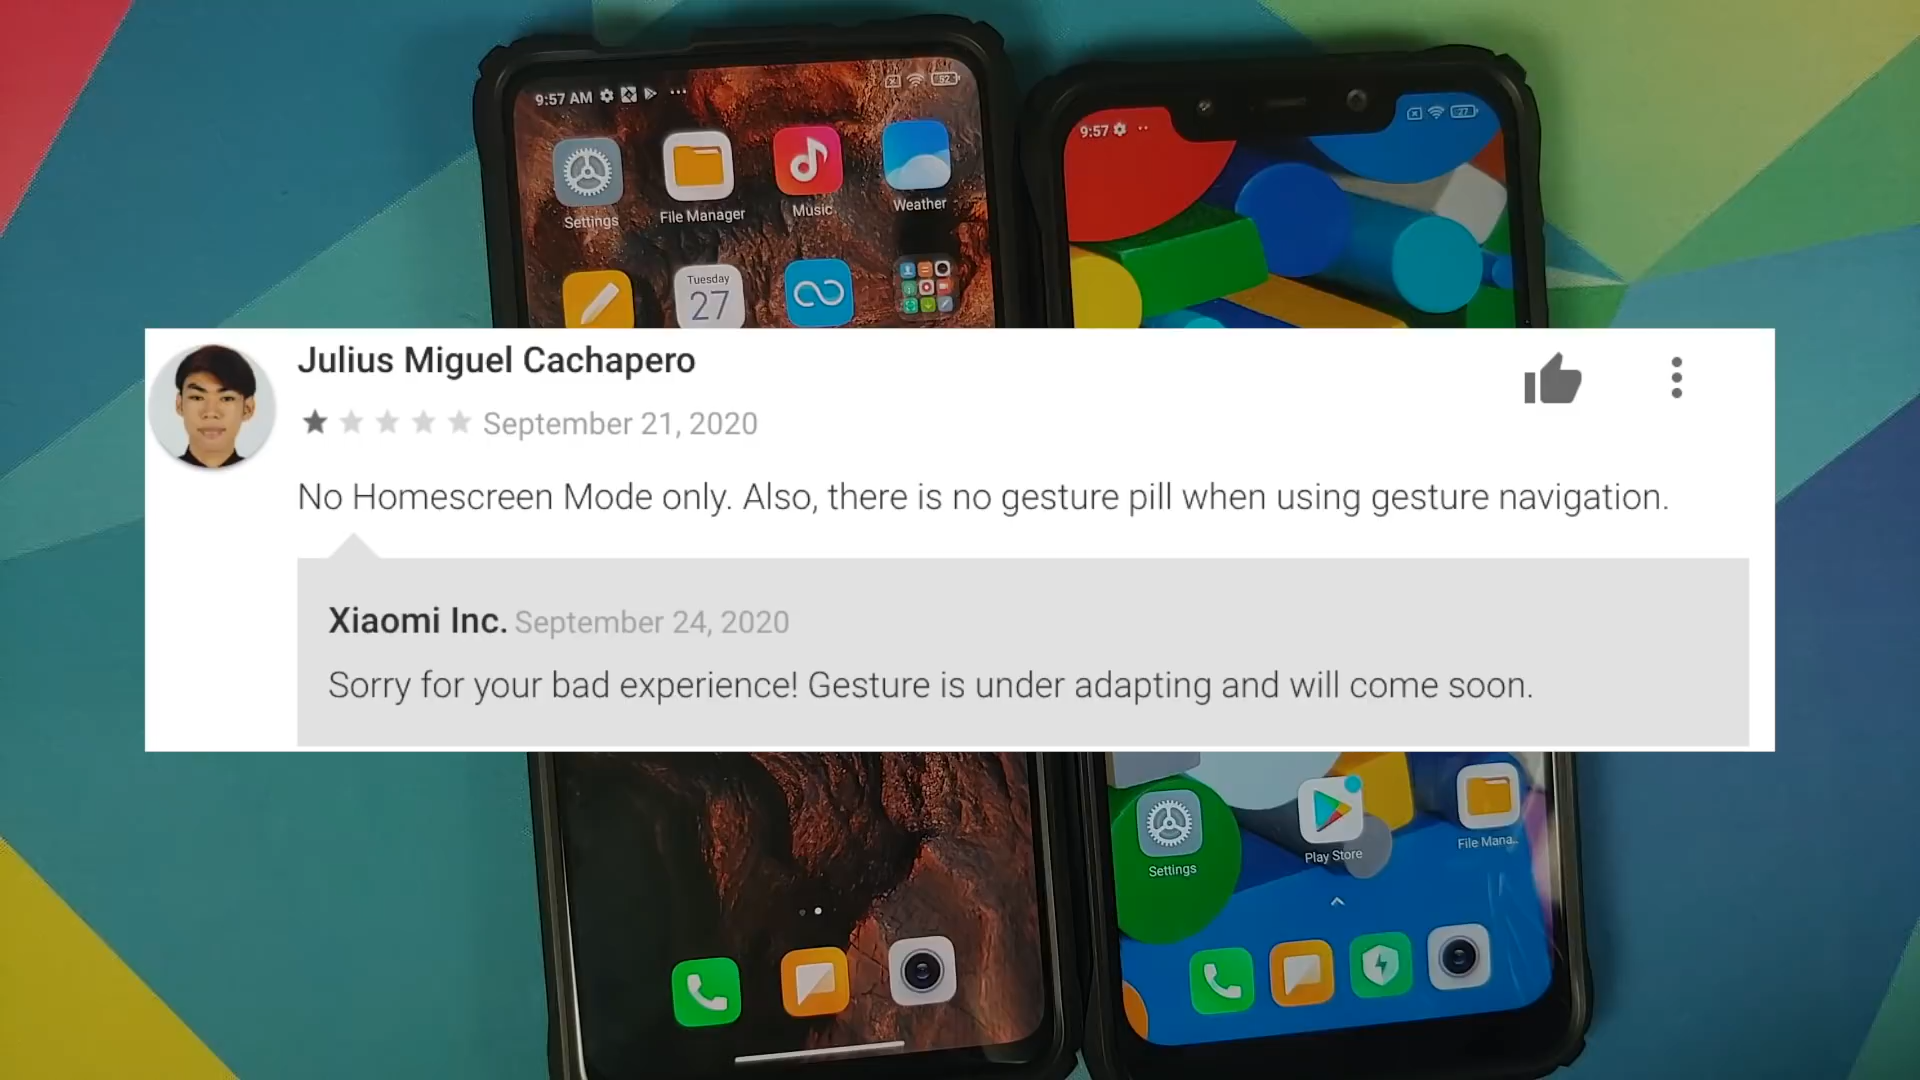 9:57 AM
52
9:57
27
Settings
File Manager
Music
Weather
Tuesday
27
Julius Miguel Cachapero
September 21, 2020
No Homescreen Mode only. Also, there is no gesture pill when using gesture navigation.
Xiaomi Inc. September 24, 2020
Sorry for your bad experience! Gesture is under adapting and will come soon.
Settings
Play Store
File Mana..